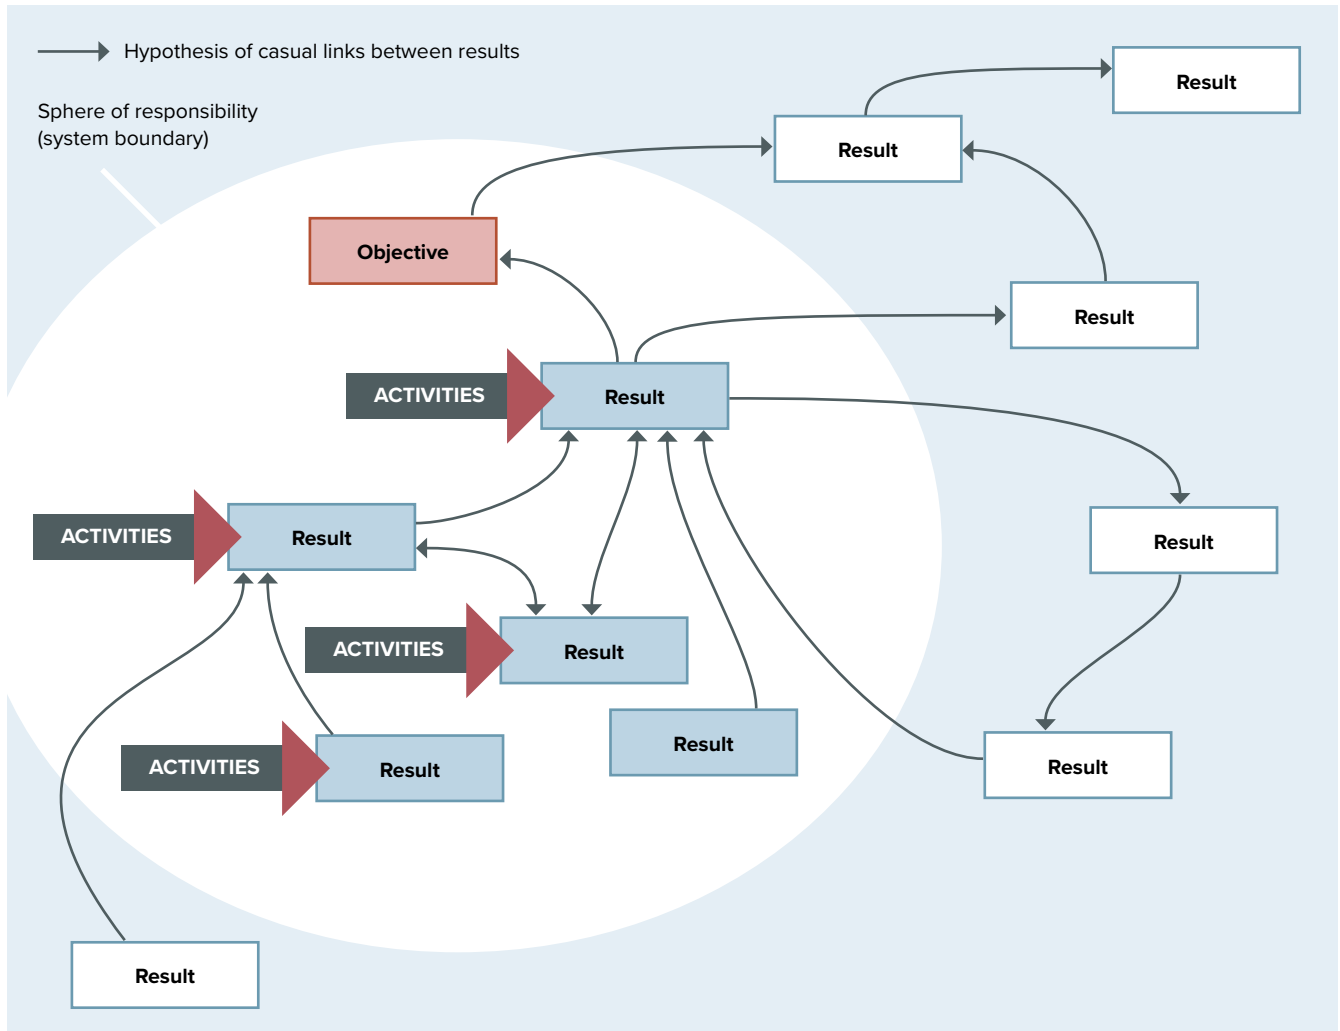 Hypothesis of casual links between results
Sphere of responsibility
(system boundary)
Result
Result
Objective
Result
ACTIVITIES
Result
ACTIVITIES
Result
Result
ACTIVITIES
Result
Result
ACTIVITIES
Result
Result
Result